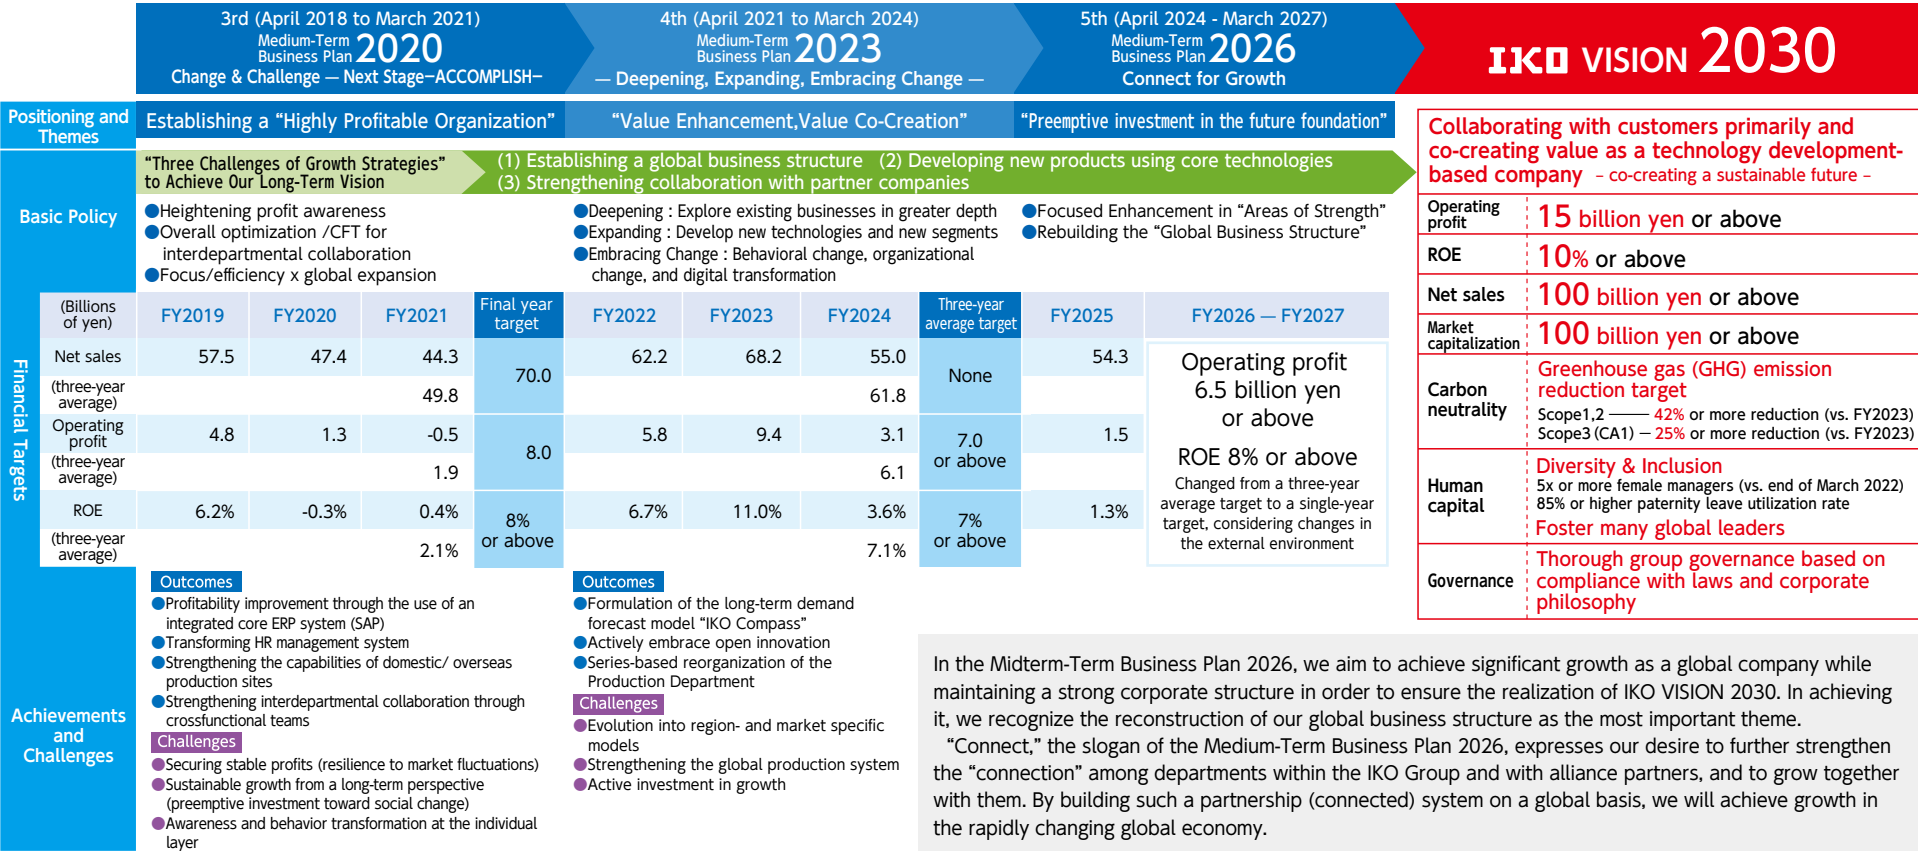 3rd (April 2018 to March 2021)
Medium-Term
Business Plan 2020
Change & Challenge — Next Stage—ACCOMPLISH—
4th (April 2021 to March 2024)
Medium-Term
Business Plan 2023
— Deepening, Expanding, Embracing Change —
5th (April 2024 - March 2027)
Medium-Term
Business Plan 2026
Connect for Growth
IKO VISION 2030
Positioning and
Themes
Establishing a “Highly Profitable Organization”
“Value Enhancement,Value Co-Creation”
“Preemptive investment in the future foundation”
Basic Policy
“Three Challenges of Growth Strategies”
to Achieve Our Long-Term Vision
(1) Establishing a global business structure (2) Developing new products using core technologies
(3) Strengthening collaboration with partner companies
●Heightening profit awareness
●Overall optimization /CFT for
interdepartmental collaboration
●Focus/efficiency x global expansion
●Deepening : Explore existing businesses in greater depth
●Expanding : Develop new technologies and new segments
●Embracing Change : Behavioral change, organizational
change, and digital transformation
●Focused Enhancement in “Areas of Strength”
●Rebuilding the “Global Business Structure”
Financial Targets
(Billions
of yen)
FY2019 FY2020 FY2021
Final year
target
FY2022 FY2023 FY2024
Three-year
average target
FY2025 FY2026 — FY2027
Net sales 57.5 47.4 44.3 70.0 62.2 68.2 55.0 None 54.3
(three-year
average) 49.8 61.8
Operating
profit 4.8 1.3 -0.5 8.0 5.8 9.4 3.1
7.0
or above
1.5
(three-year
average) 1.9 6.1
ROE 6.2% -0.3% 0.4%
8%
or above
6.7% 11.0% 3.6%
7%
or above
1.3%
(three-year
average) 2.1% 7.1%
Operating profit
6.5 billion yen
or above
ROE 8% or above
Changed from a three-year
average target to a single-year
target, considering changes in
the external environment
Achievements
and
Challenges
Outcomes
●Profitability improvement through the use of an
integrated core ERP system (SAP)
●Transforming HR management system
●Strengthening the capabilities of domestic/ overseas
production sites
●Strengthening interdepartmental collaboration through
crossfunctional teams
Challenges
●Securing stable profits (resilience to market fluctuations)
●Sustainable growth from a long-term perspective
(preemptive investment toward social change)
●Awareness and behavior transformation at the individual
layer
Outcomes
●Formulation of the long-term demand
forecast model “IKO Compass”
●Actively embrace open innovation
●Series-based reorganization of the
Production Department
Challenges
●Evolution into region- and market specific
models
●Strengthening the global production system
●Active investment in growth
Collaborating with customers primarily and
co-creating value as a technology development-
based company – co-creating a sustainable future –
Operating
profit
15 billion yen or above
ROE
10% or above
Net sales
100 billion yen or above
Market
capitalization
100 billion yen or above
Carbon
neutrality
Greenhouse gas (GHG) emission
reduction target
Scope1,2 —— 42% or more reduction (vs. FY2023)
Scope3 (CA1) — 25% or more reduction (vs. FY2023)
Human
capital
Diversity & Inclusion
5x or more female managers (vs. end of March 2022)
85% or higher paternity leave utilization rate
Foster many global leaders
Governance
Thorough group governance based on
compliance with laws and corporate
philosophy
In the Midterm-Term Business Plan 2026, we aim to achieve significant growth as a global company while
maintaining a strong corporate structure in order to ensure the realization of IKO VISION 2030. In achieving
it, we recognize the reconstruction of our global business structure as the most important theme.
“Connect,” the slogan of the Medium-Term Business Plan 2026, expresses our desire to further strengthen
the “connection” among departments within the IKO Group and with alliance partners, and to grow together
with them. By building such a partnership (connected) system on a global basis, we will achieve growth in
the rapidly changing global economy.